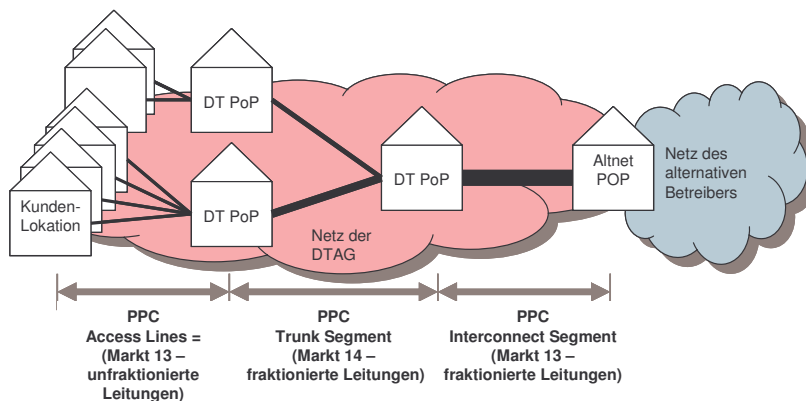 DT PoP
Kunden-
Lokation
DT PoP
DT PoP
Altnet
POP
Netz des
alternativen
Betreibers
Netz der
DTAG
PPC
Access Lines =
(Markt 13 –
unfraktionierte
Leitungen)
PPC
Trunk Segment
(Markt 14 –
fraktionierte Leitungen)
PPC
Interconnect Segment
(Markt 13 –
fraktionierte Leitungen)